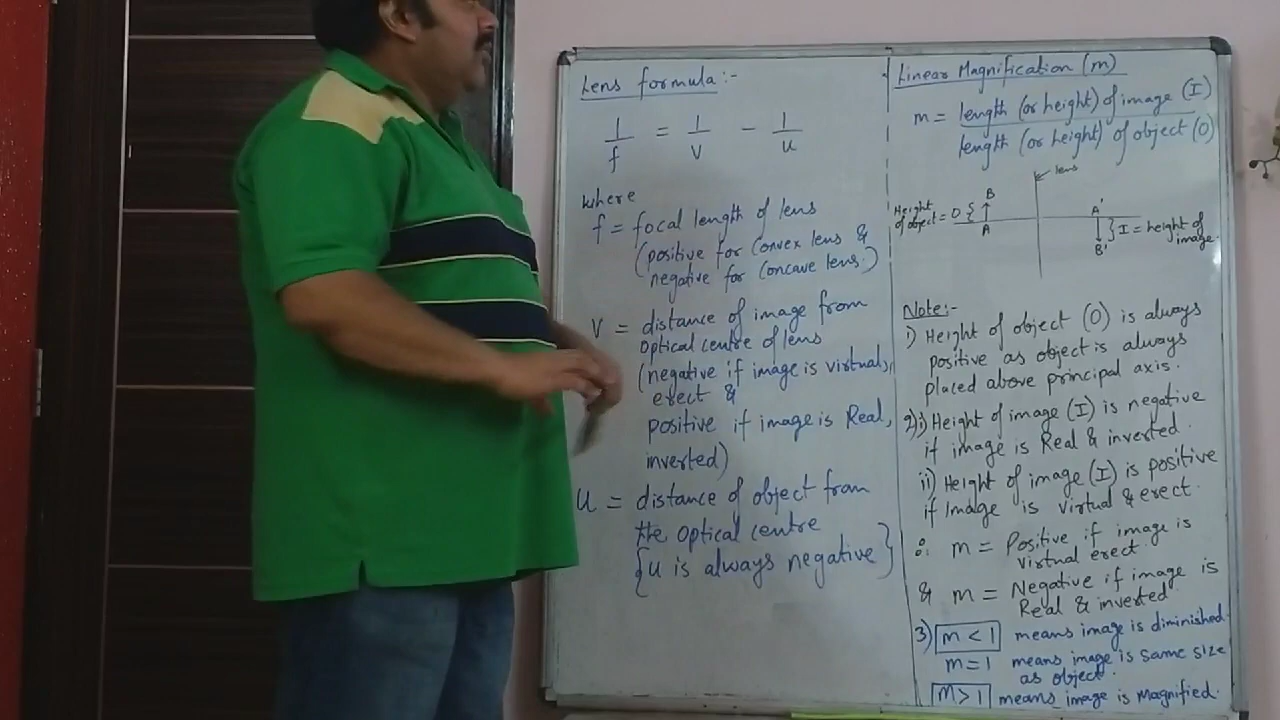 Lens formula:-
1/f = 1/v - 1/u
where
f = focal length of lens
(positive for Convex lens &
negative for Concave lens.)
V = distance of image from
optical centre of lens
(negative if image is virtual,
erect &
positive if image is Real,
inverted)
U = distance of object from
the optical centre
{u is always negative}
Linear Magnification (m)
m = length (or height) of image (I)
length (or height) of object (O)
lens
B
Height
of object = O {
A
A'
} I = height of
image.
B'
Note:-
1) Height of object (O) is always
positive as object is always
placed above principal axis.
2) i) Height of image (I) is negative
if image is Real & inverted.
ii) Height of image (I) is positive
if Image is virtual & erect.
∴ m = Positive if image is
virtual erect.
& m = Negative if image is
Real & inverted.
3) m < 1 means image is diminished.
m = 1 means image is same size
as object.
m > 1 means image is magnified.